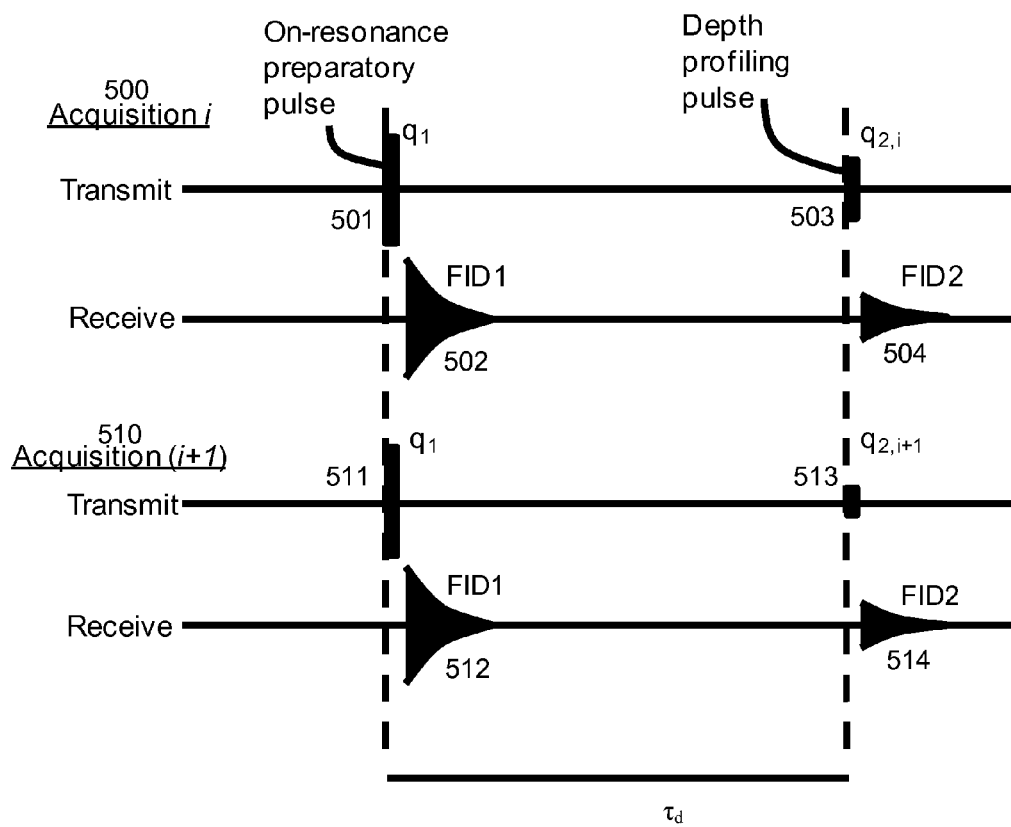 On-resonance
preparatory
pulse
Depth
profiling
pulse
500
Acquisition i
q1
q2,i
Transmit
501
503
FID1
FID2
Receive
502
504
510
Acquisition (i+1)
q1
q2,i+1
511
513
Transmit
FID1
FID2
Receive
512
514
τd